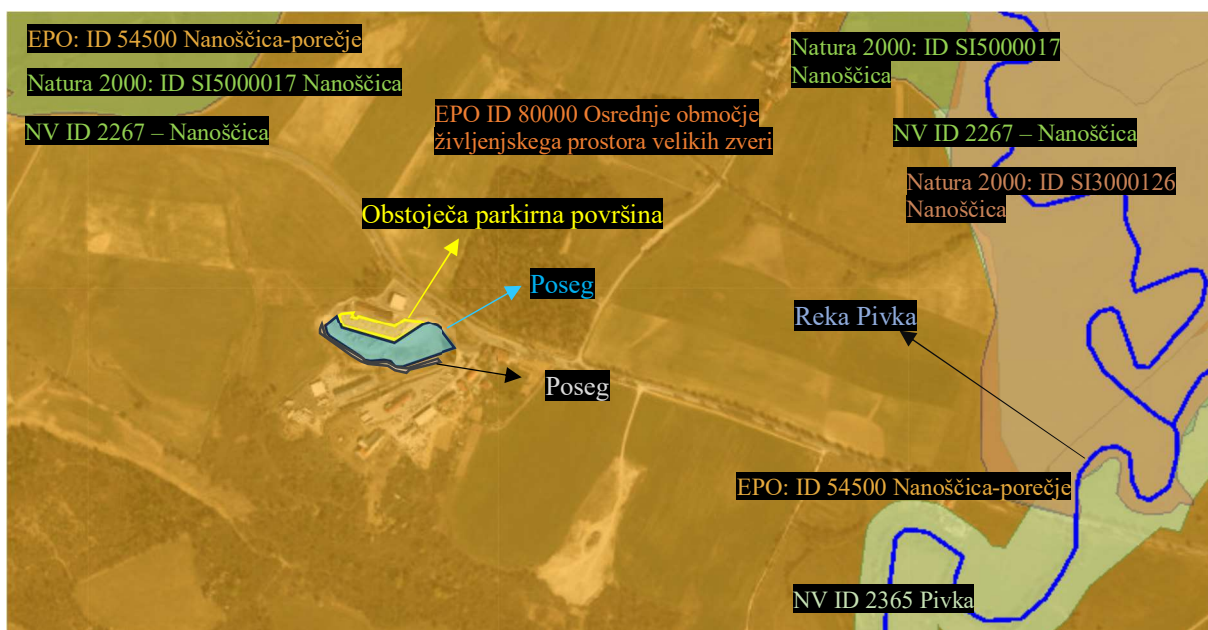 EPO: ID 54500 Nanoščica-porečje
Natura 2000: ID SI5000017 Nanoščica
NV ID 2267 – Nanoščica
EPO ID 80000 Osrednje območje
življenjskega prostora velikih zveri
Natura 2000: ID SI5000017
Nanoščica
NV ID 2267 – Nanoščica
Natura 2000: ID SI3000126
Nanoščica
Obstoječa parkirna površina
Poseg
Reka Pivka
Poseg
EPO: ID 54500 Nanoščica-porečje
NV ID 2365 Pivka